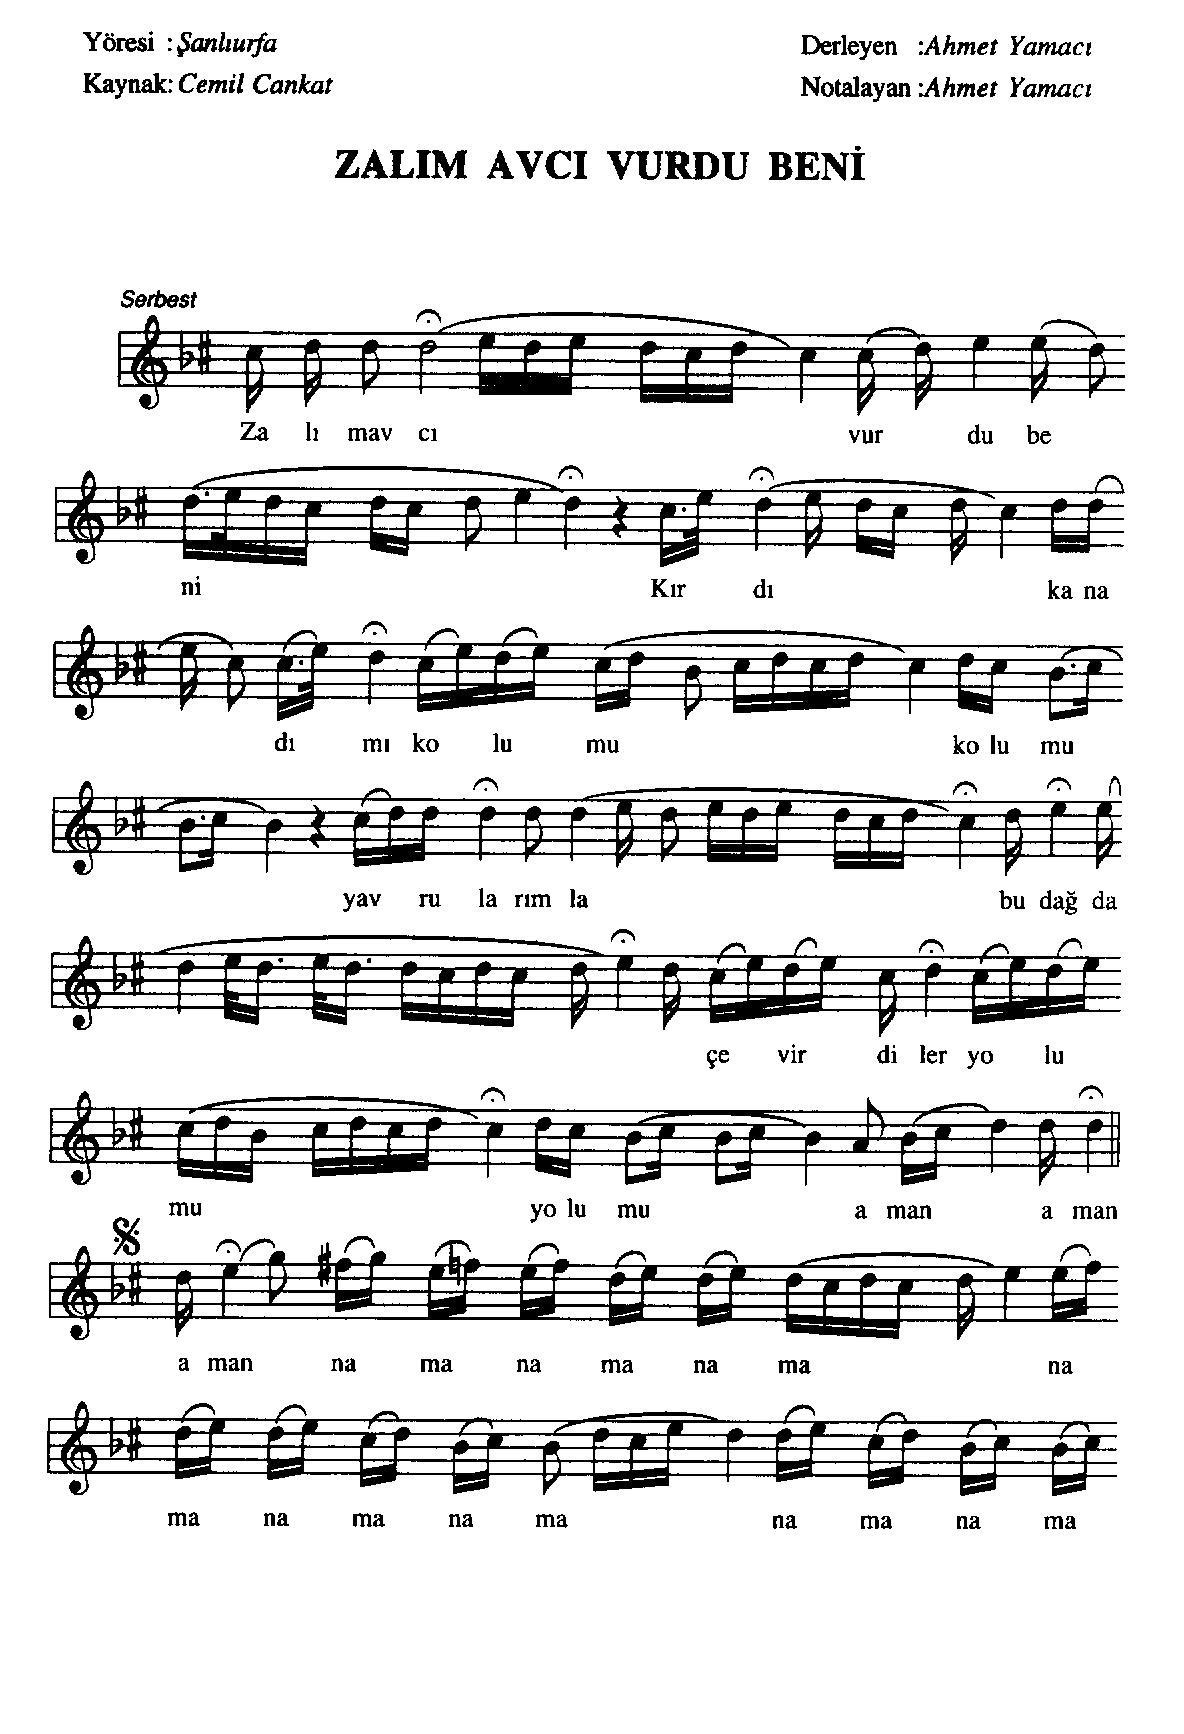 Yöresi : Şanlıurfa
Derleyen :Ahmet Yamacı
Kaynak: Cemil Cankat
Notalayan :Ahmet Yamacı
ZALIM AVCI VURDU BENİ
Serbest
Za lı mav cı vur du be
ni Kır dı ka na
dı mı ko lu mu ko lu mu
yav ru la rım la bu dağ da
çe vir di ler yo lu
mu yo lu mu a man a man
a man na ma na ma na ma na
ma na ma na ma na ma na ma